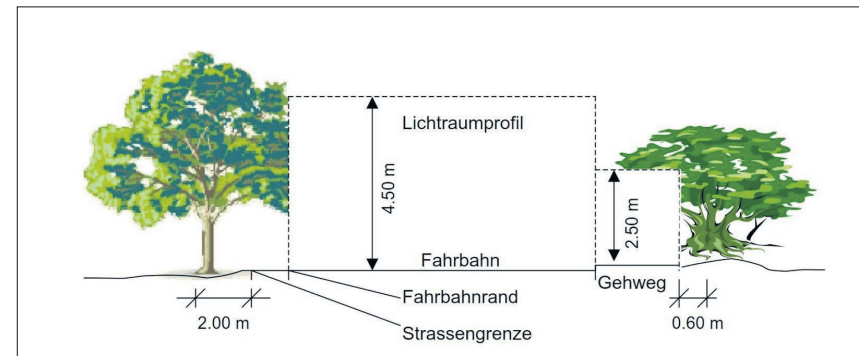 Lichtraumprofil
4.50 m
2.50 m
Fahrbahn
Gehweg
Fahrbahnrand
2.00 m
Strassengrenze
0.60 m